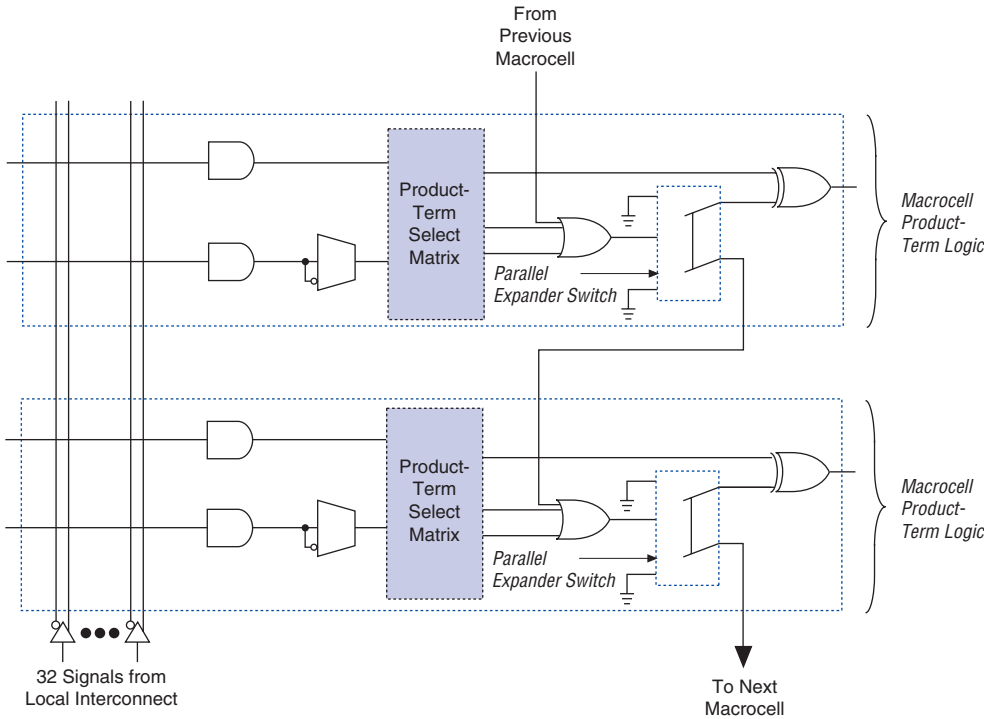 From
Previous
Macrocell
Product-
Term
Select
Matrix
Macrocell
Product-
Term Logic
Parallel
Expander Switch
Product-
Term
Select
Matrix
Macrocell
Product-
Term Logic
Parallel
Expander Switch
32 Signals from
Local Interconnect
To Next
Macrocell